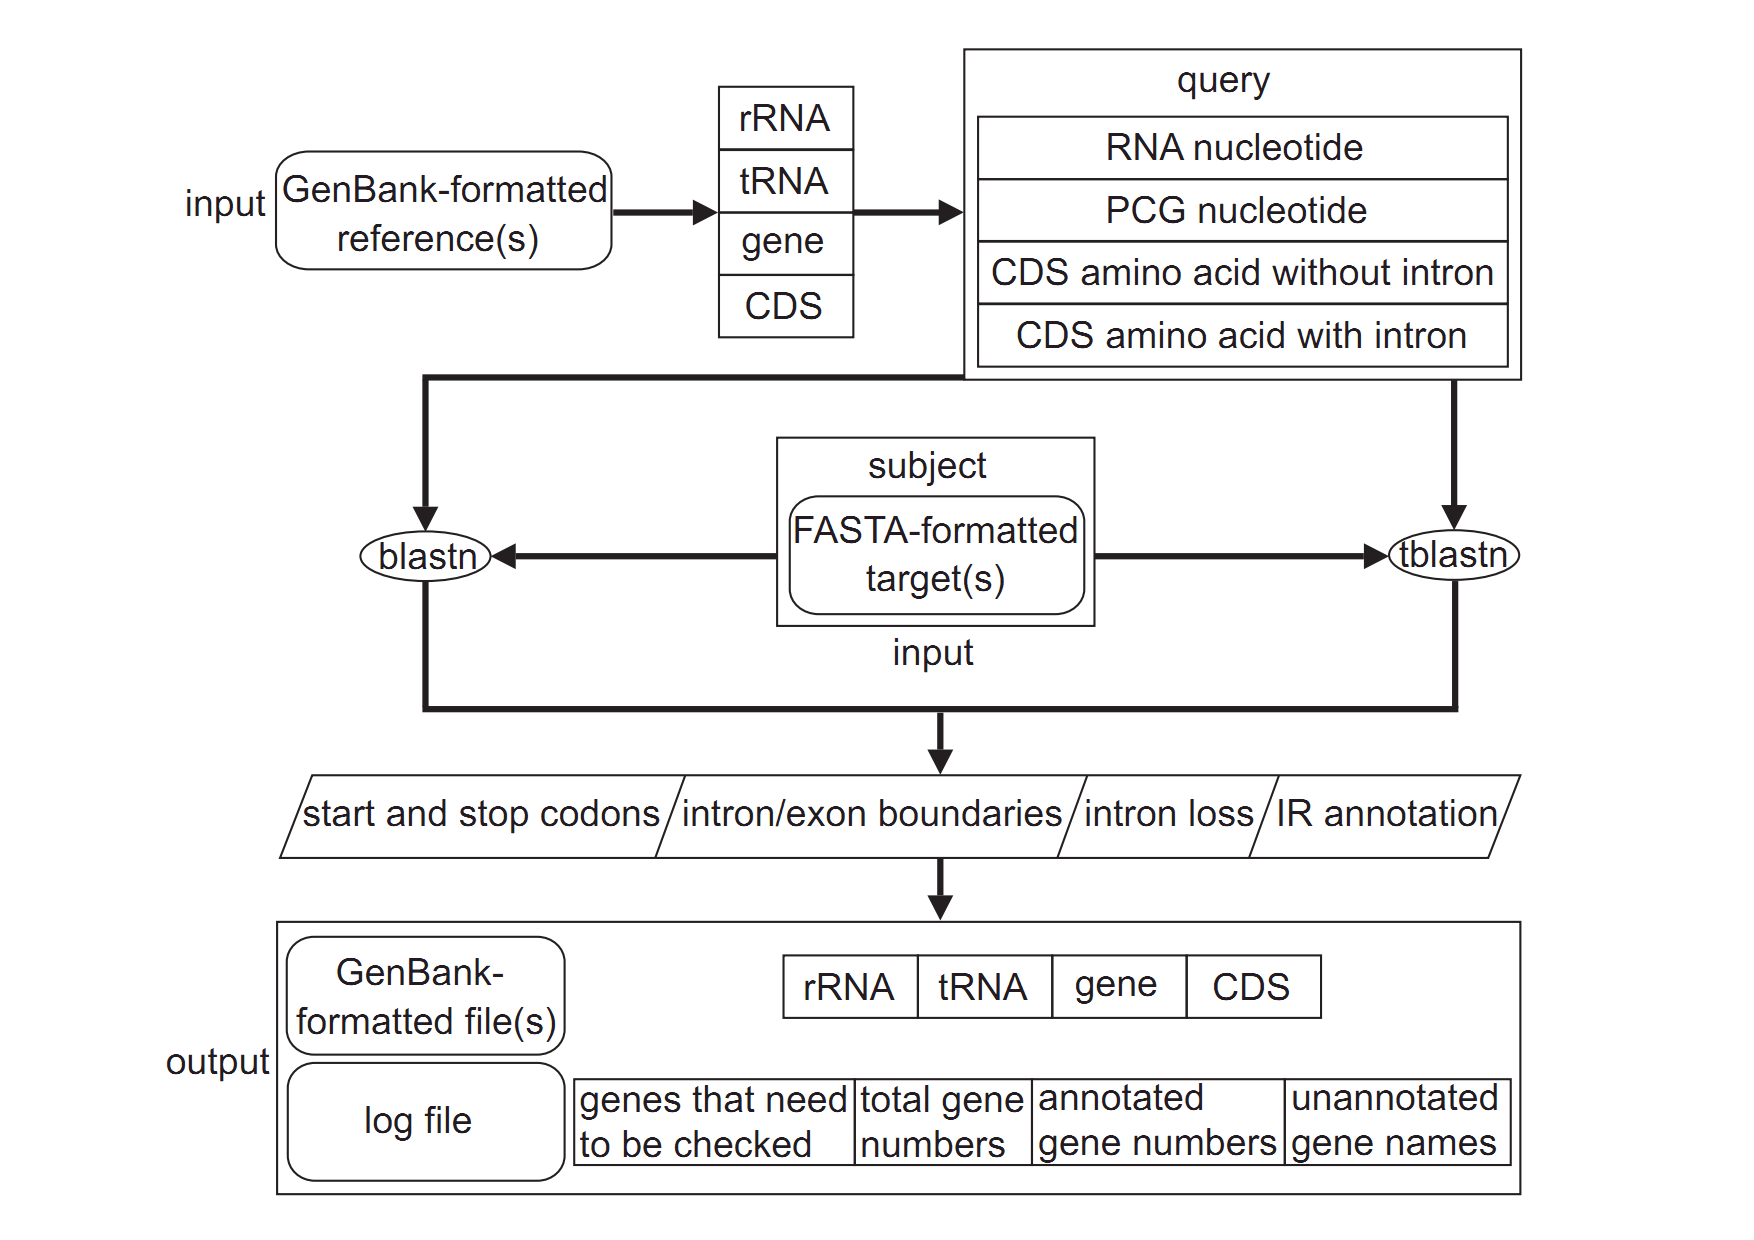 input
GenBank-formatted
reference(s)
rRNA
tRNA
gene
CDS
query
RNA nucleotide
PCG nucleotide
CDS amino acid without intron
CDS amino acid with intron
blastn
subject
FASTA-formatted
target(s)
input
tblastn
start and stop codons
intron/exon boundaries
intron loss
IR annotation
output
GenBank-
formatted file(s)
rRNA
tRNA
gene
CDS
log file
genes that need
to be checked
total gene
numbers
annotated
gene numbers
unannotated
gene names